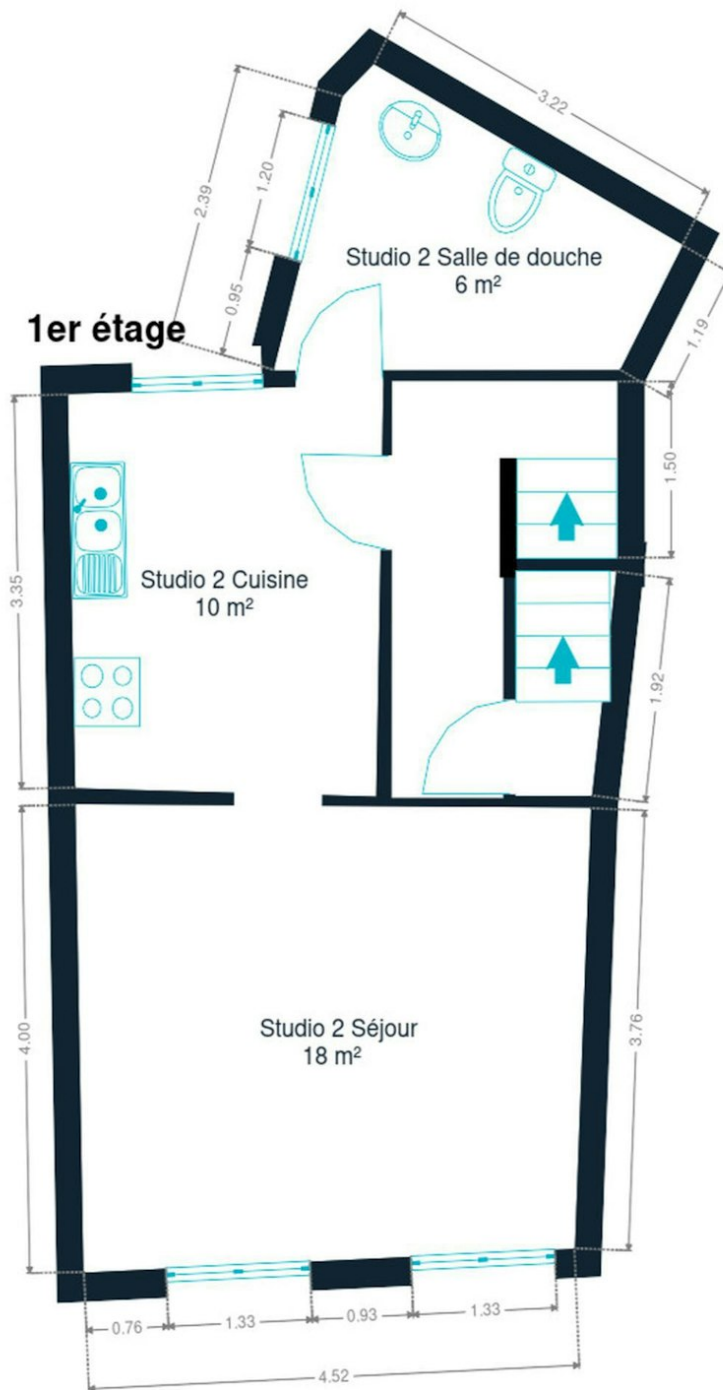 3.22
2.39
1.20
0.95
Studio 2 Salle de douche
6 m²
1.19
1er étage
1.50
3.35
Studio 2 Cuisine
10 m²
1.92
4.00
Studio 2 Séjour
18 m²
3.76
0.76
1.33
0.93
1.33
4.52